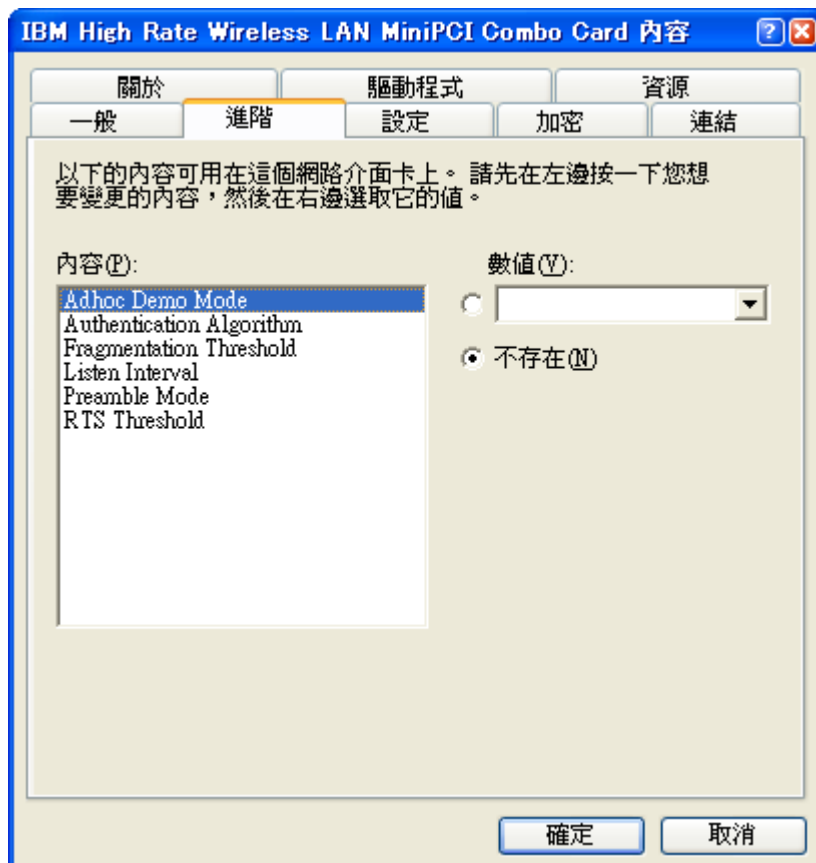 IBM High Rate Wireless LAN MiniPCI Combo Card 內容
關於 驅動程式 資源
一般 進階 設定 加密 連結
以下的內容可用在這個網路介面卡上。 請先在左邊按一下您想
要變更的內容，然後在右邊選取它的值。
內容(P): 數值(V):
Adhoc Demo Mode
Authentication Algorithm
Fragmentation Threshold
不存在(N)
Listen Interval
Preamble Mode
RTS Threshold
確定 取消